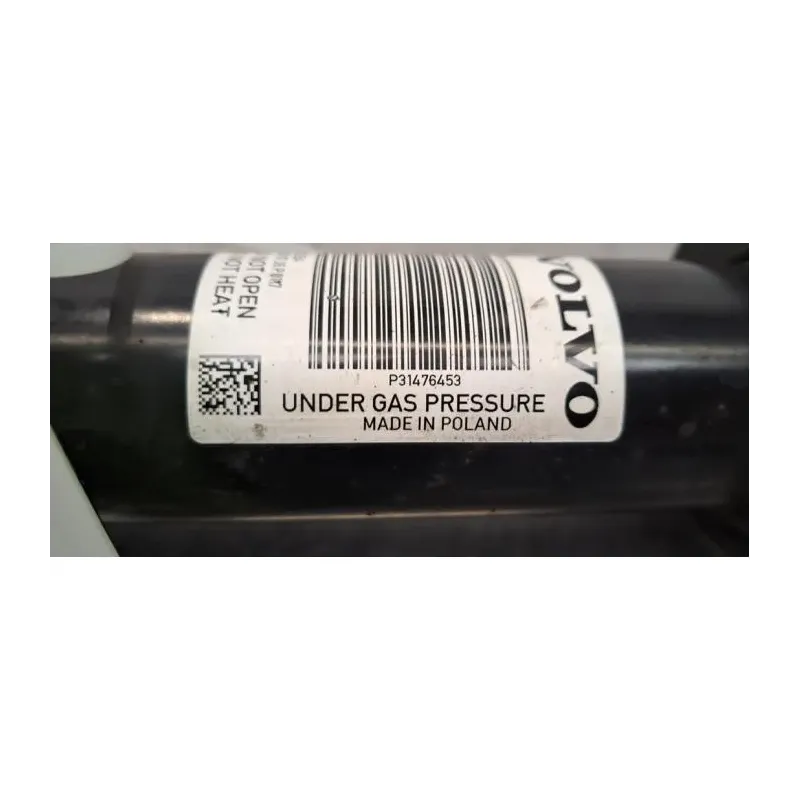 VOLVO
NOT OPEN
NOT HEAT
P31476453
UNDER GAS PRESSURE
MADE IN POLAND